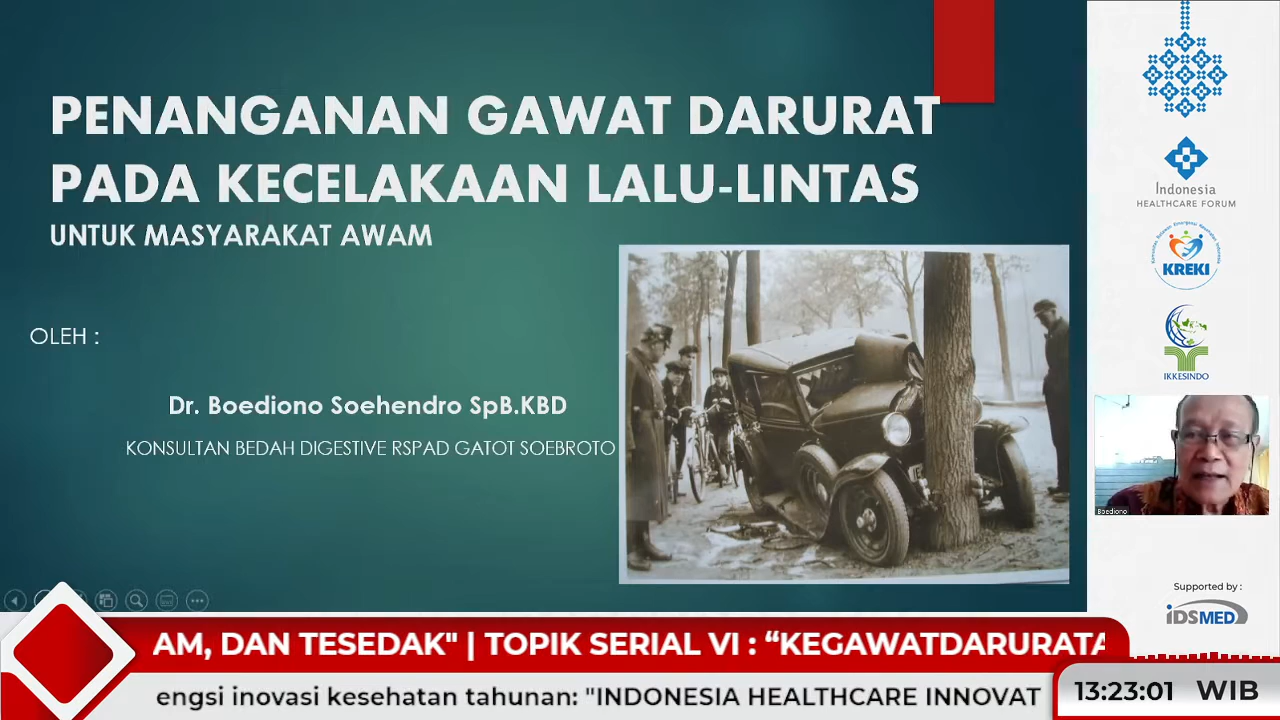 PENANGANAN GAWAT DARURAT
PADA KECELAKAAN LALU-LINTAS
UNTUK MASYARAKAT AWAM
OLEH :
Dr. Boediono Soehendro SpB.KBD
KONSULTAN BEDAH DIGESTIVE RSPAD GATOT SOEBROTO
Indonesia
HEALTHCARE FORUM
KREKI
IKKESINDO
Boediono
Supported by :
iDSMED
AM, DAN TESEDAK" | TOPIK SERIAL VI : “KEGAWATDARURATA
engsi inovasi kesehatan tahunan: "INDONESIA HEALTHCARE INNOVAT
13:23:01 WIB